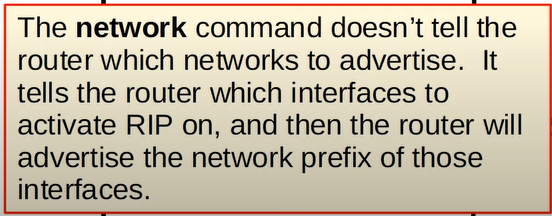 The network command doesn’t tell the
router which networks to advertise.  It
tells the router which interfaces to
activate RIP on, and then the router will
advertise the network prefix of those
interfaces.